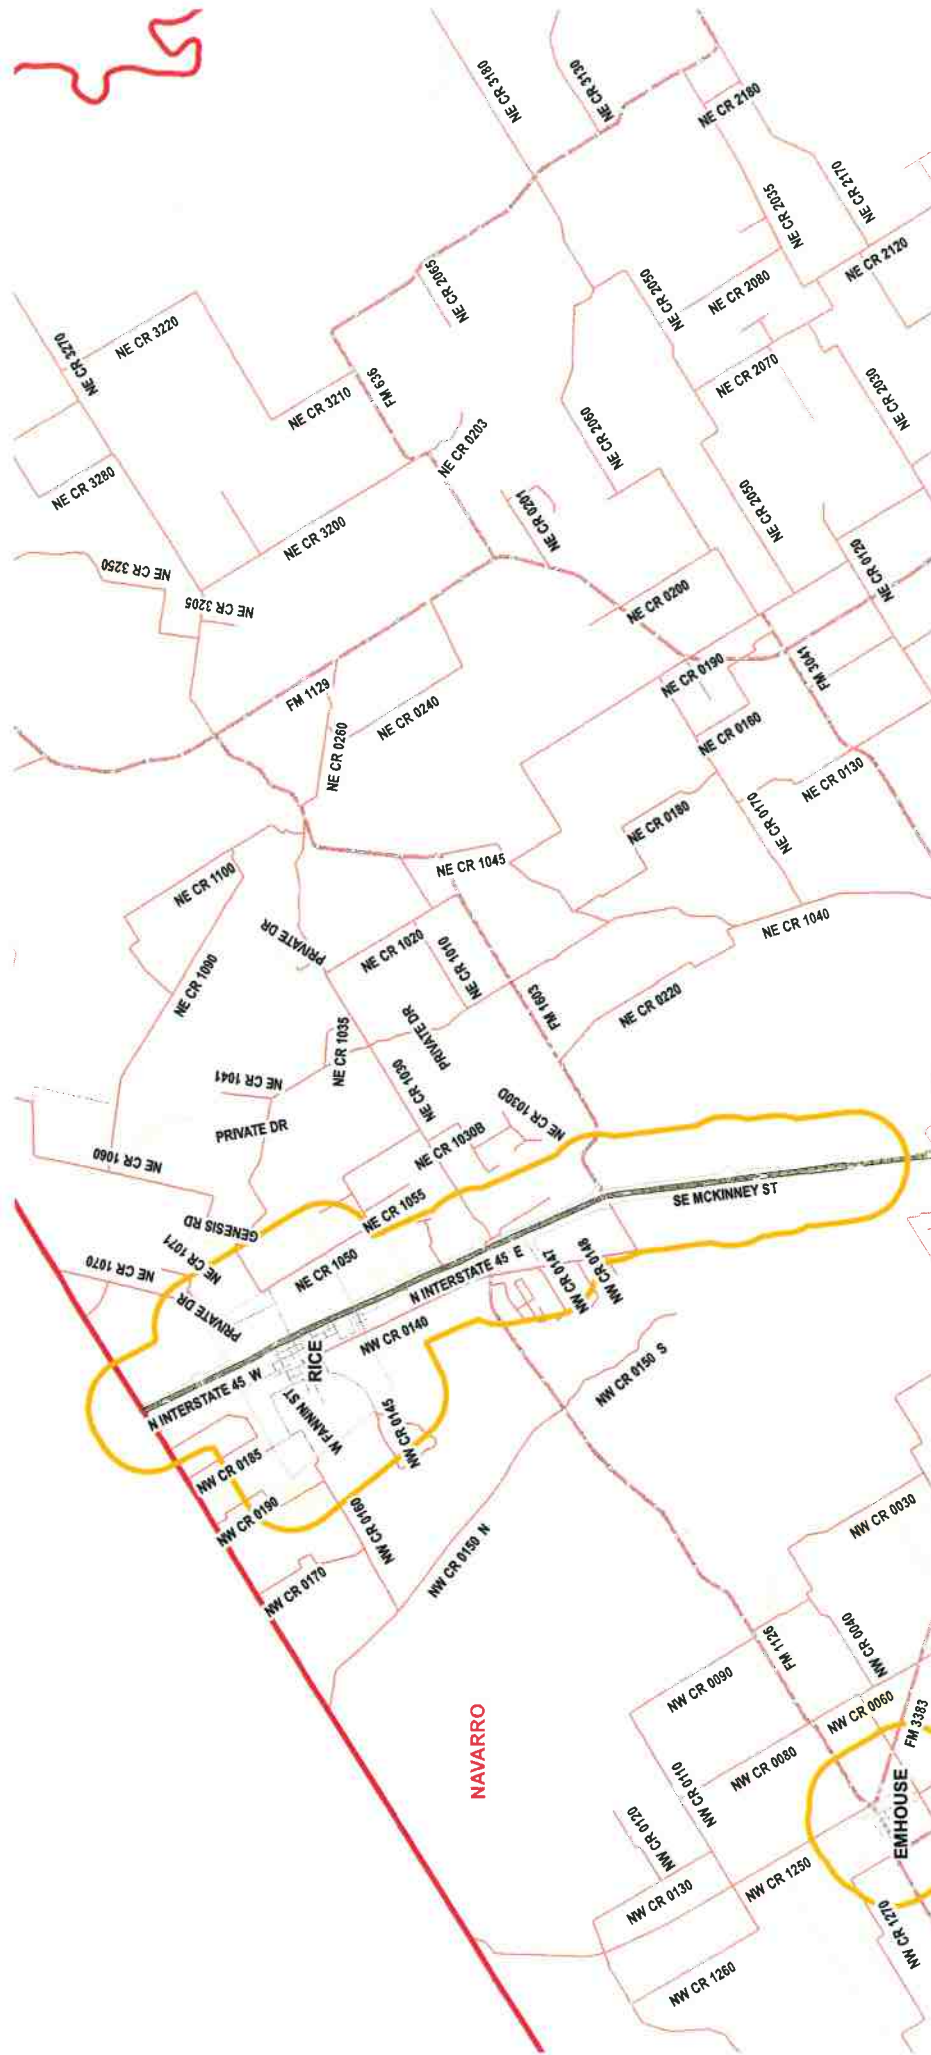 NE CR 3180
NE CR 3130
NE CR 2180
NE CR 2170
NE CR 2035
NE CR 2120
NE CR 2065
NE CR 2050
NE CR 2080
NE CR 3270
NE CR 3220
NE CR 2070
NE CR 2030
FM 636
NE CR 3210
NE CR 2060
NE CR 0203
NE CR 3280
NE CR 0201
NE CR 2050
NE CR 3200
NE CR 3250
NE CR 0120
NE CR 3205
NE CR 0200
FM 1129
NE CR 0190
FM 3041
NE CR 0240
NE CR 0260
NE CR 0160
NE CR 0130
NE CR 0180
NE CR 0170
NE CR 1045
NE CR 1100
NE CR 1040
PRIVATE DR
NE CR 1020
NE CR 1010
NE CR 1090
FM 1603
NE CR 0220
NE CR 1035
PRIVATE DR
NE CR 1041
NE CR 1030
PRIVATE DR
NE CR 1030D
NE CR 1030B
NE CR 1060
GENESIS RD
NE CR 1055
SE MCKINNEY ST
NE CR 1071
NE CR 1070
NE CR 1050
N INTERSTATE 45 E
NW CR 0147
NW CR 0148
PRIVATE DR
NW CR 0140
RICE
N INTERSTATE 45 W
W FANNIN ST
NW CR 0145
NW CR 0150 S
NW CR 0185
NW CR 0190
NW CR 0160
NW CR 0150 N
NW CR 0170
NW CR 0030
NW CR 0040
FM 1126
NW CR 0090
NW CR 0060
NAVARRO
FM 3383
NW CR 0080
NW CR 0110
EMHOUSE
NW CR 0120
NW CR 1250
NW CR 0130
NW CR 1270
NW CR 1260